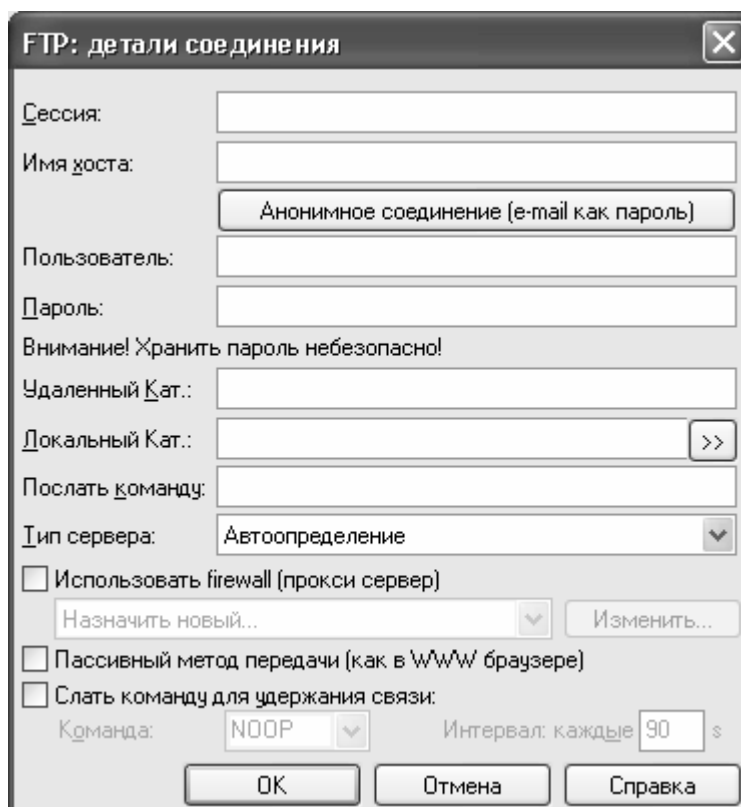 FTP: детали соединения
Сессия:
Имя хоста:
Анонимное соединение (e-mail как пароль)
Пользователь:
Пароль:
Внимание! Хранить пароль небезопасно!
Удаленный Кат.:
Локальный Кат.: >>
Послать команду:
Тип сервера: Автоопределение
Использовать firewall (прокси сервер)
Назначить новый... Изменить...
Пассивный метод передачи (как в WWW браузере)
Слать команду для удержания связи:
Команда: NOOP Интервал: каждые 90 s
OK Отмена Справка